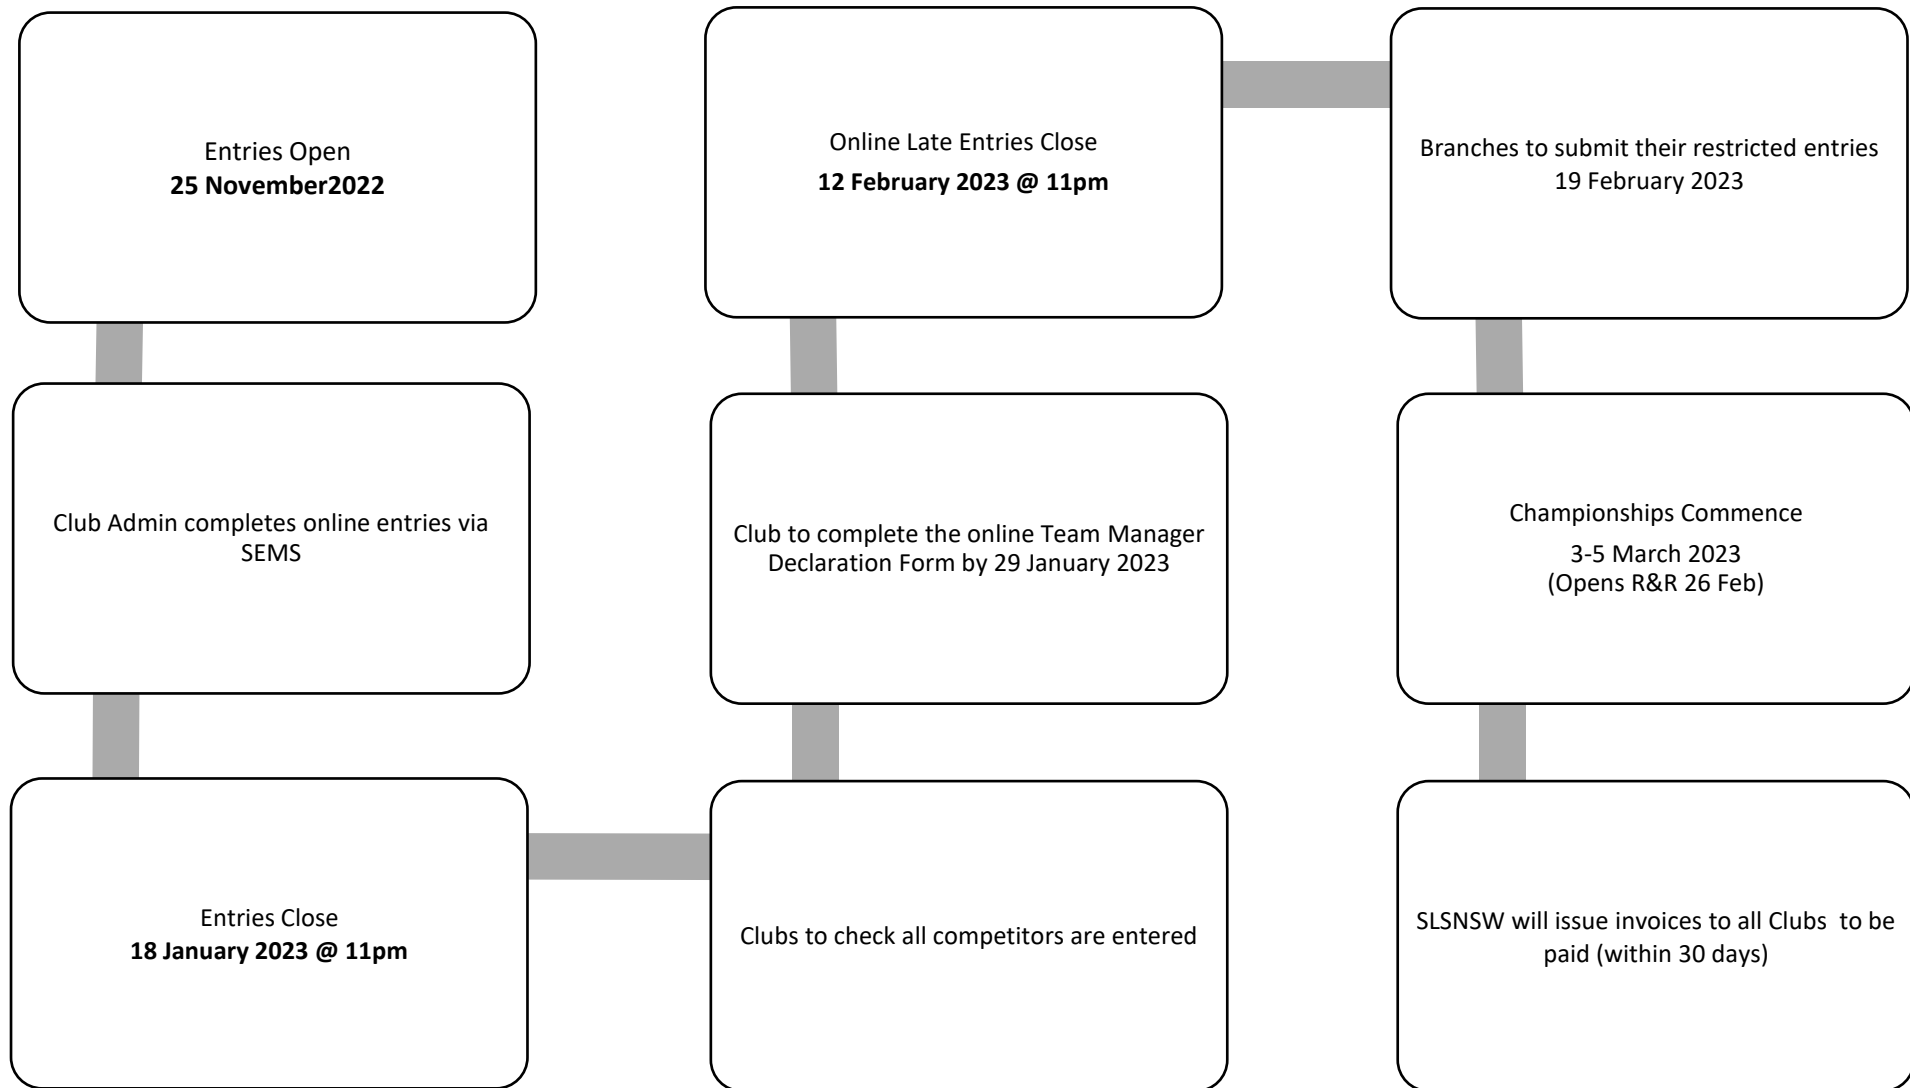 Entries Open
25 November2022
Club Admin completes online entries via
SEMS
Entries Close
18 January 2023 @ 11pm
Clubs to check all competitors are entered
Club to complete the online Team Manager
Declaration Form by 29 January 2023
Online Late Entries Close
12 February 2023 @ 11pm
Branches to submit their restricted entries
19 February 2023
Championships Commence
3-5 March 2023
(Opens R&R 26 Feb)
SLSNSW will issue invoices to all Clubs  to be
paid (within 30 days)